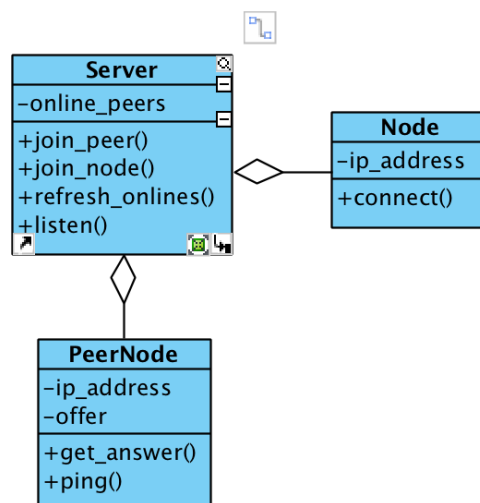 Server
-online_peers
+join_peer()
+join_node()
+refresh_onlines()
+listen()
Node
-ip_address
+connect()
PeerNode
-ip_address
-offer
+get_answer()
+ping()